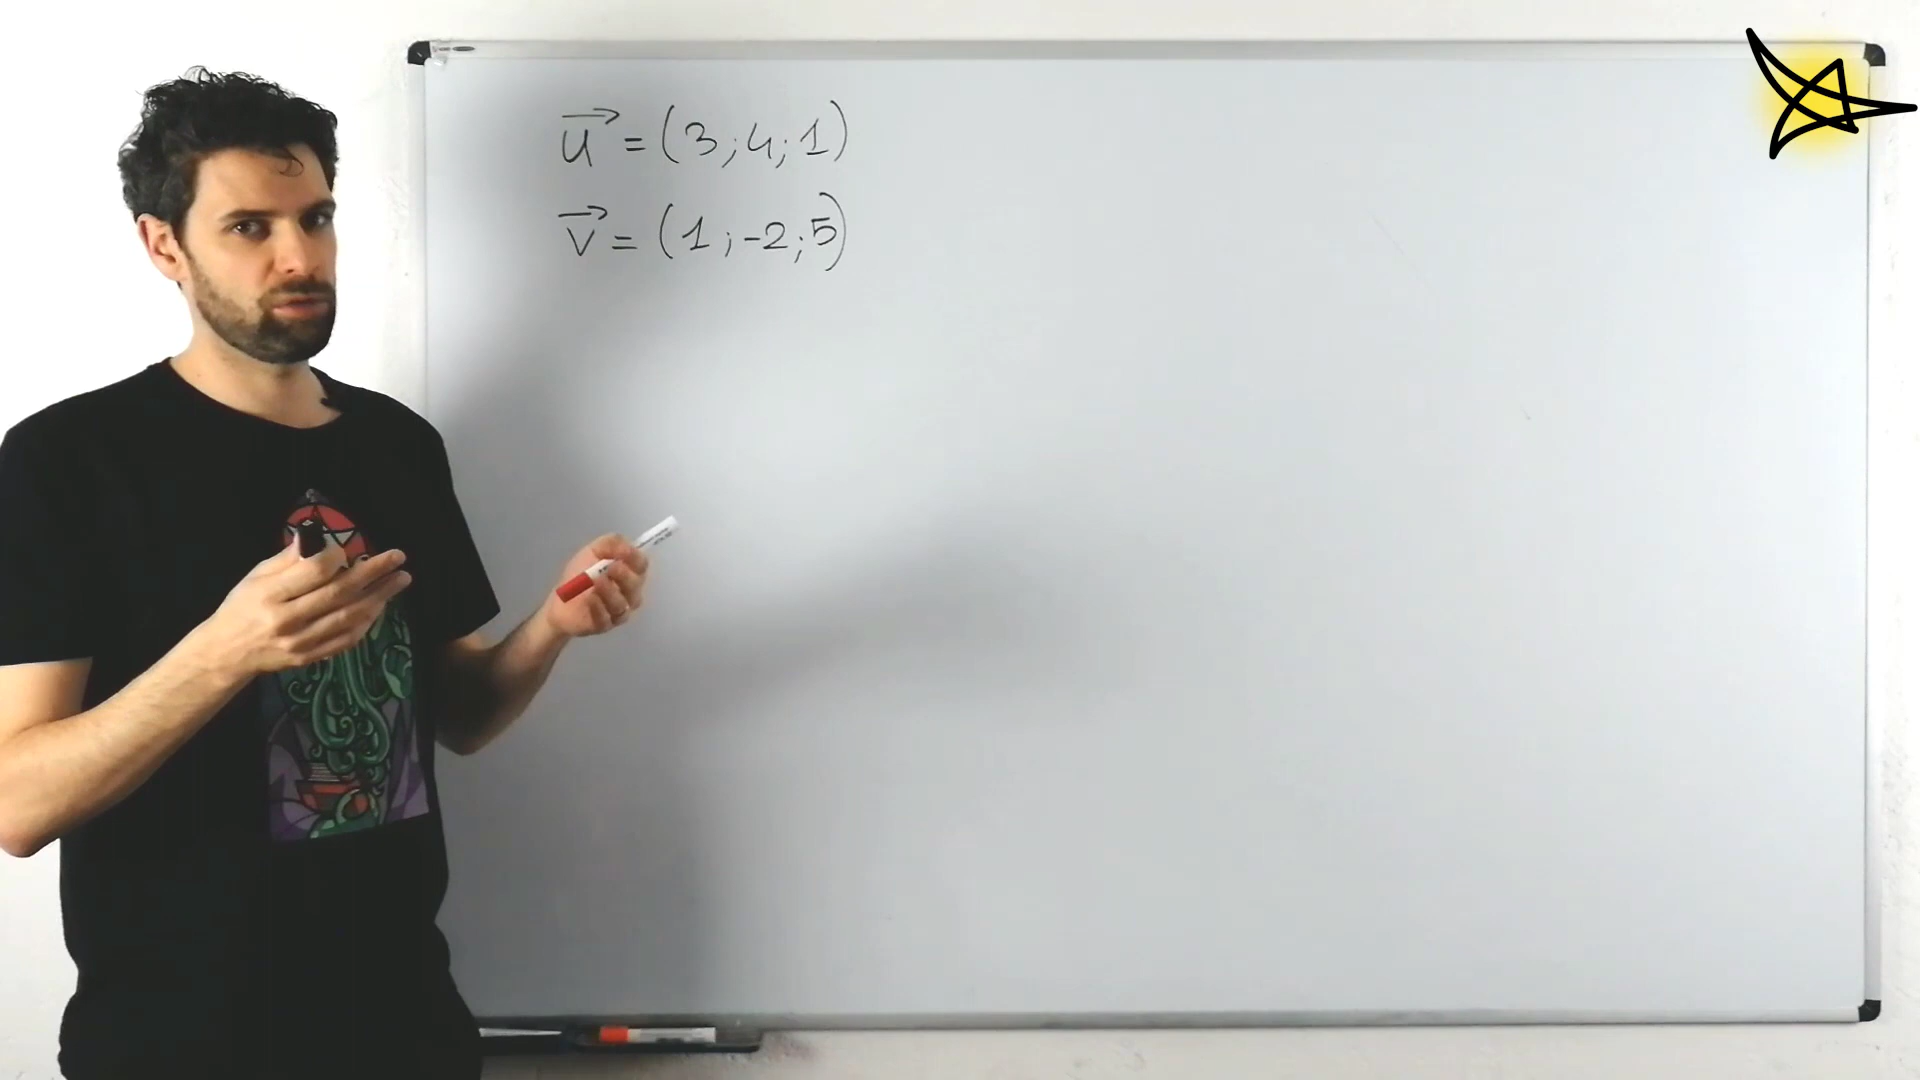 u⃗ = (3; 4; 1)
v⃗ = (1; -2; 5)